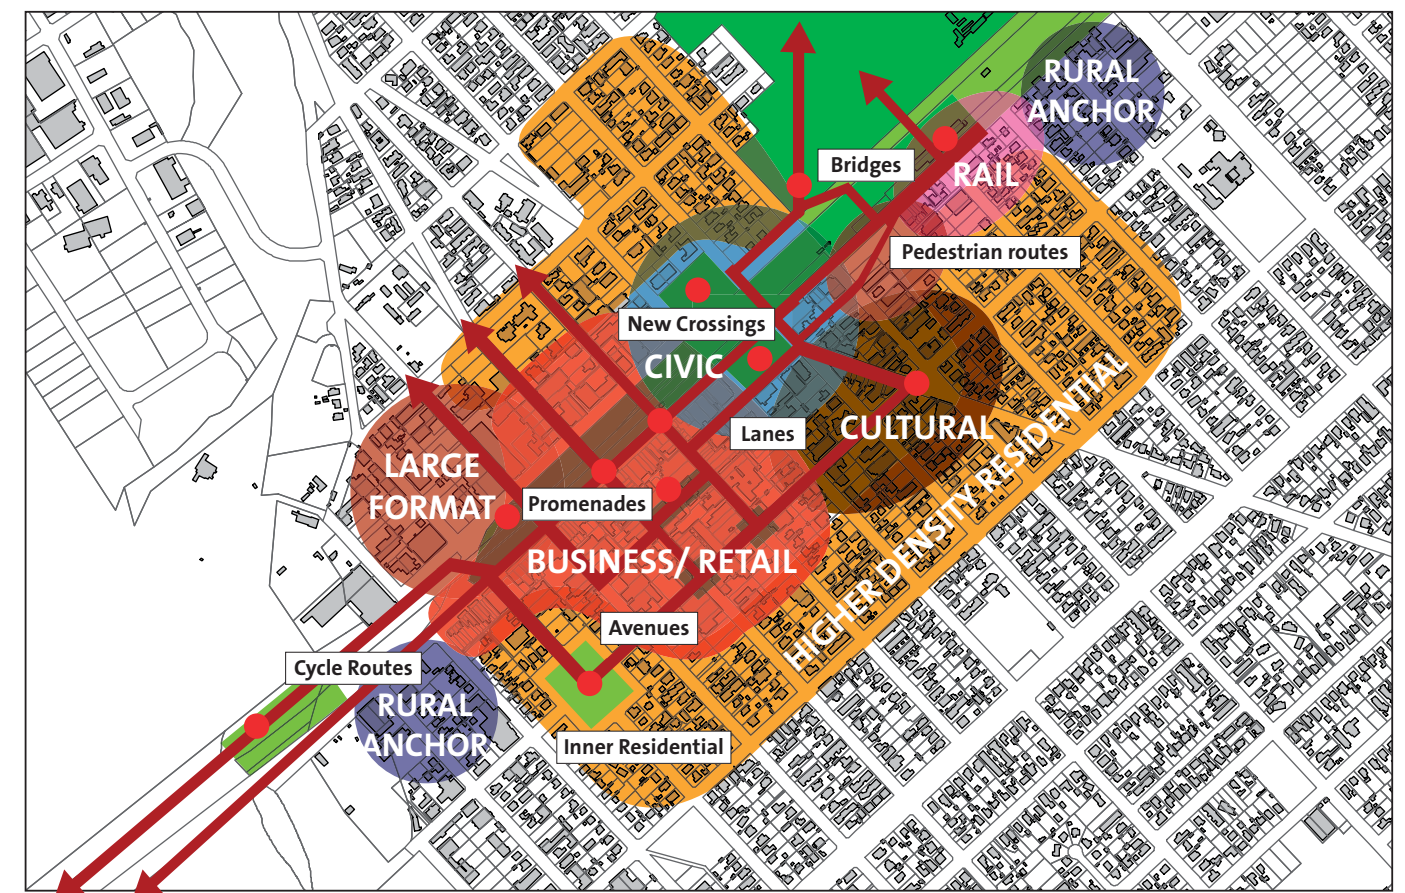 RURAL
ANCHOR
Bridges
RAIL
Pedestrian routes
New Crossings
CIVIC
CULTURAL
Lanes
HIGHER DENSITY RESIDENTIAL
LARGE
FORMAT
Promenades
BUSINESS/ RETAIL
Avenues
Cycle Routes
RURAL
ANCHOR
Inner Residential